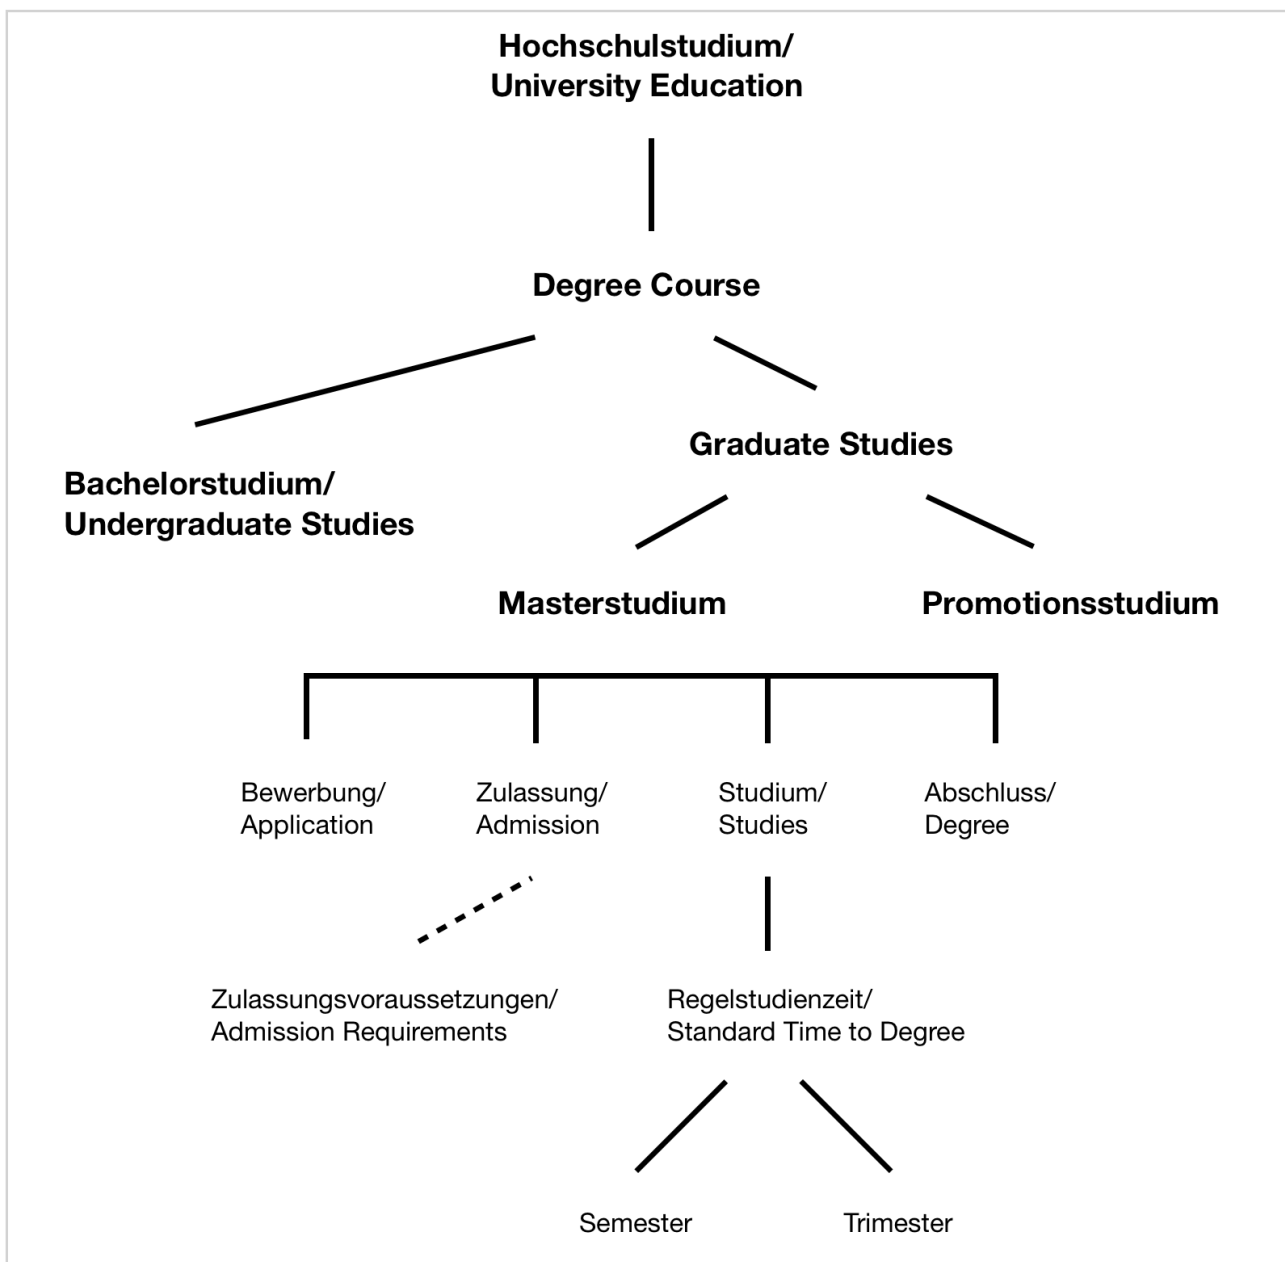 Hochschulstudium/
University Education
Degree Course
Graduate Studies
Bachelorstudium/
Undergraduate Studies
Masterstudium
Promotionsstudium
Bewerbung/
Application
Zulassung/
Admission
Studium/
Studies
Abschluss/
Degree
Zulassungsvoraussetzungen/
Admission Requirements
Regelstudienzeit/
Standard Time to Degree
Semester
Trimester